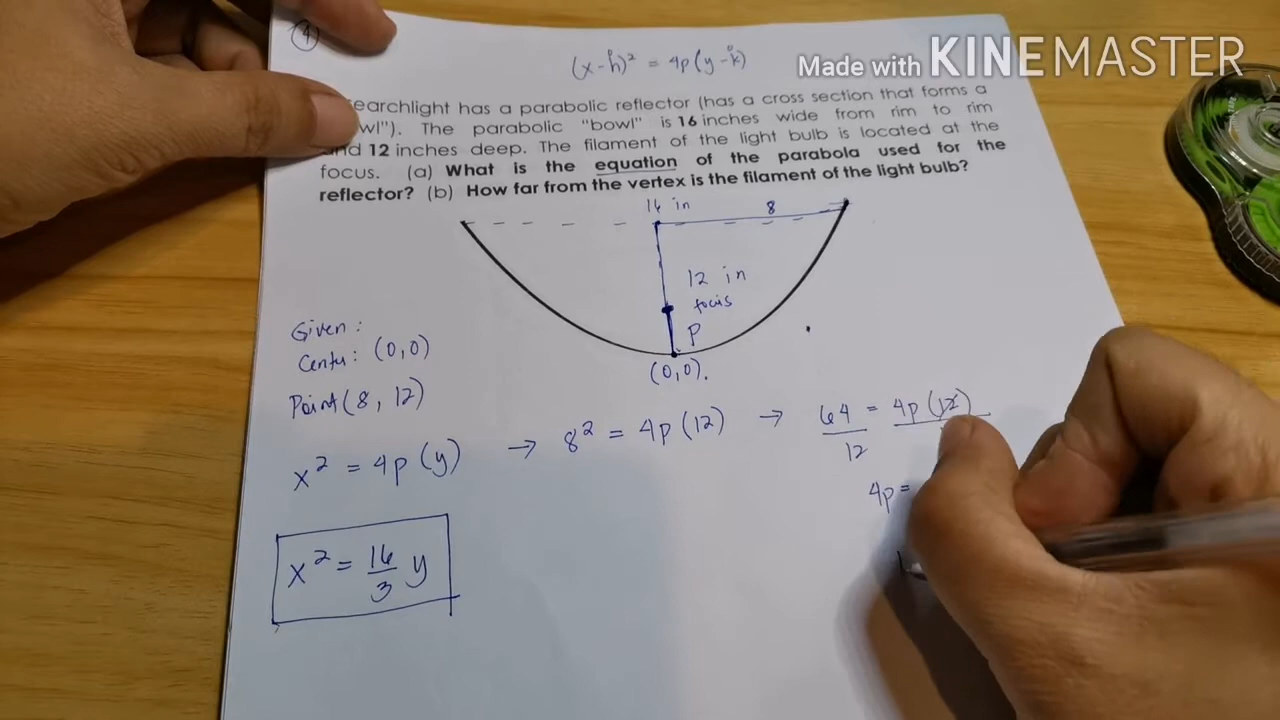 4
Made with KINEMASTER
(x-h)² = 4p(y-k)
has a parabolic reflector (has a cross section that forms a
The parabolic "bowl" is 16 inches wide from rim to rim
12 inches deep. The filament of the light bulb is located at the
focus. (a) What is the equation of the parabola used for the
reflector? (b) How far from the vertex is the filament of the light bulb?
16 in
8
12 in
focus
P
(0,0).
Given :
Center : (0,0)
Point (8, 12)
x² = 4p (y) → 8² = 4p (12) → 64/12 = 4p (12)
4p =
x² = 16/3 y